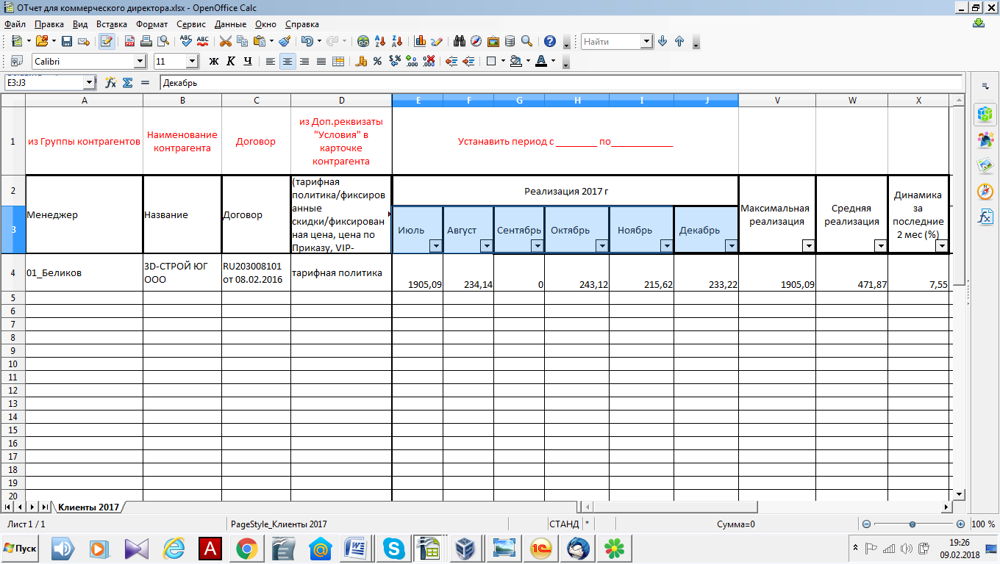 ОТчет для коммерческого директора.xlsx - OpenOffice Calc
Файл Правка Вид Вставка Формат Сервис Данные Окно Справка
Найти
Calibri 11 Ж К Ч
E3:J3 Декабрь
A B C D E F G H I J V W X
1
из Группы контрагентов
Наименование
контрагента
Договор
из Доп.реквизиты
"Условия" в
карточке
контрагента
Устанавить период с ________ по____________
2
3
Менеджер
Название
Договор
(тарифная
политика/фиксиров
анные
скидки/фиксирован
ная цена, цена по
Приказу, VIP-
Реализация 2017 г
Июль Август Сентябрь Октябрь Ноябрь Декабрь
Максимальная
реализация
Средняя
реализация
Динамика
за
последние
2 мес (%)
4
01_Беликов
3D-СТРОЙ ЮГ
ООО
RU203008101
от 08.02.2016
тарифная политика
1905,09 234,14 0 243,12 215,62 233,22 1905,09 471,87 7,55
5
6
7
8
9
10
11
12
13
14
15
16
17
18
19
20
Клиенты 2017
Лист 1 / 1 PageStyle_Клиенты 2017 СТАНД * Сумма=0 100 %
Пуск
19:26
09.02.2018